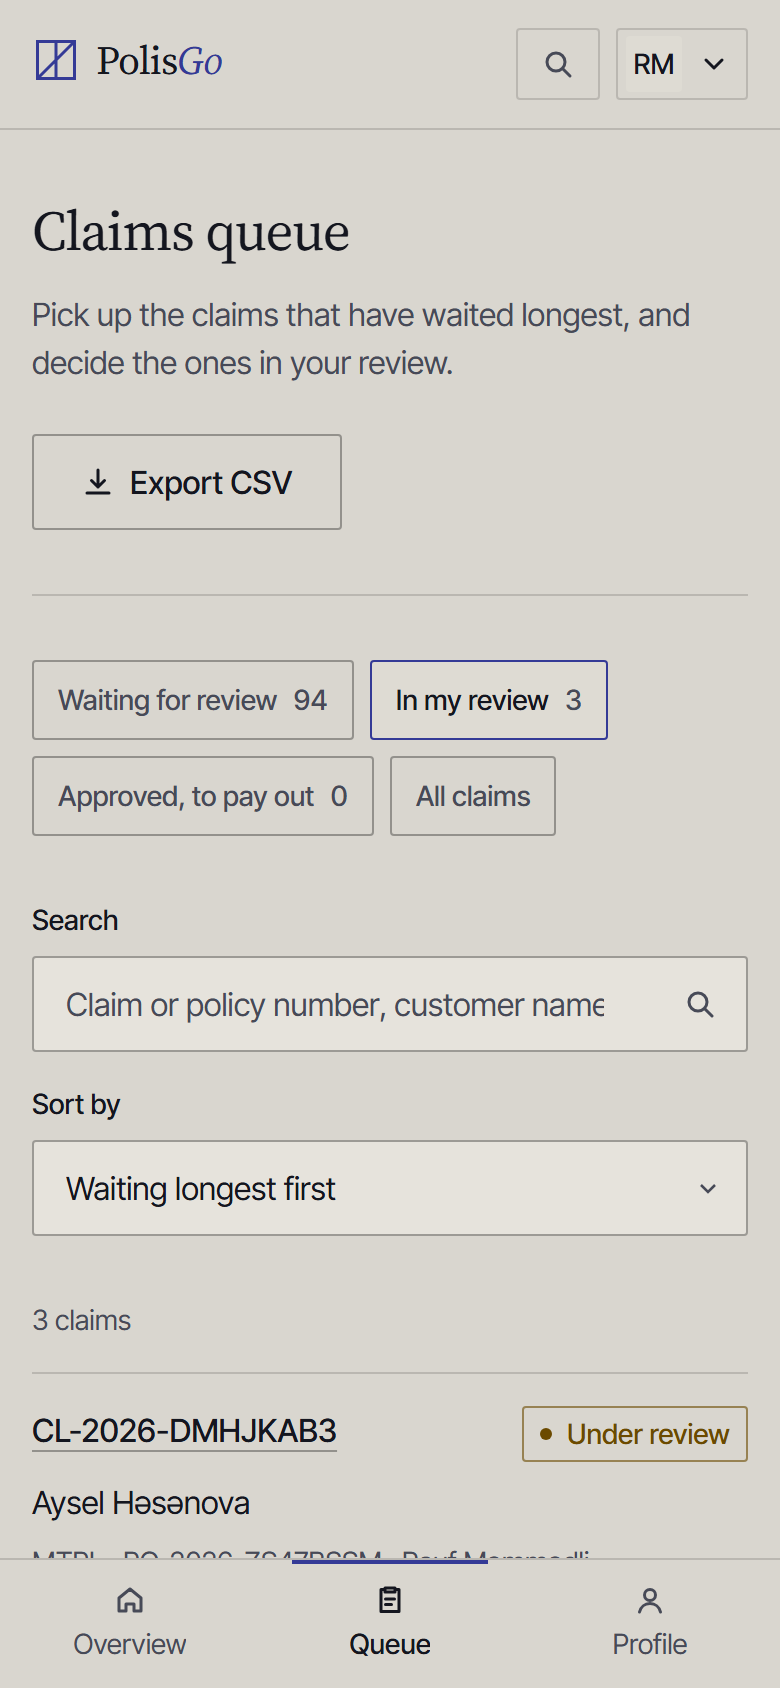 PolisGo
RM
Claims queue
Pick up the claims that have waited longest, and
decide the ones in your review.
Export CSV
Waiting for review 94
In my review 3
Approved, to pay out 0
All claims
Search
Claim or policy number, customer name
Sort by
Waiting longest first
3 claims
CL-2026-DMHJKAB3
Under review
Aysel Həsənova
Overview
Queue
Profile